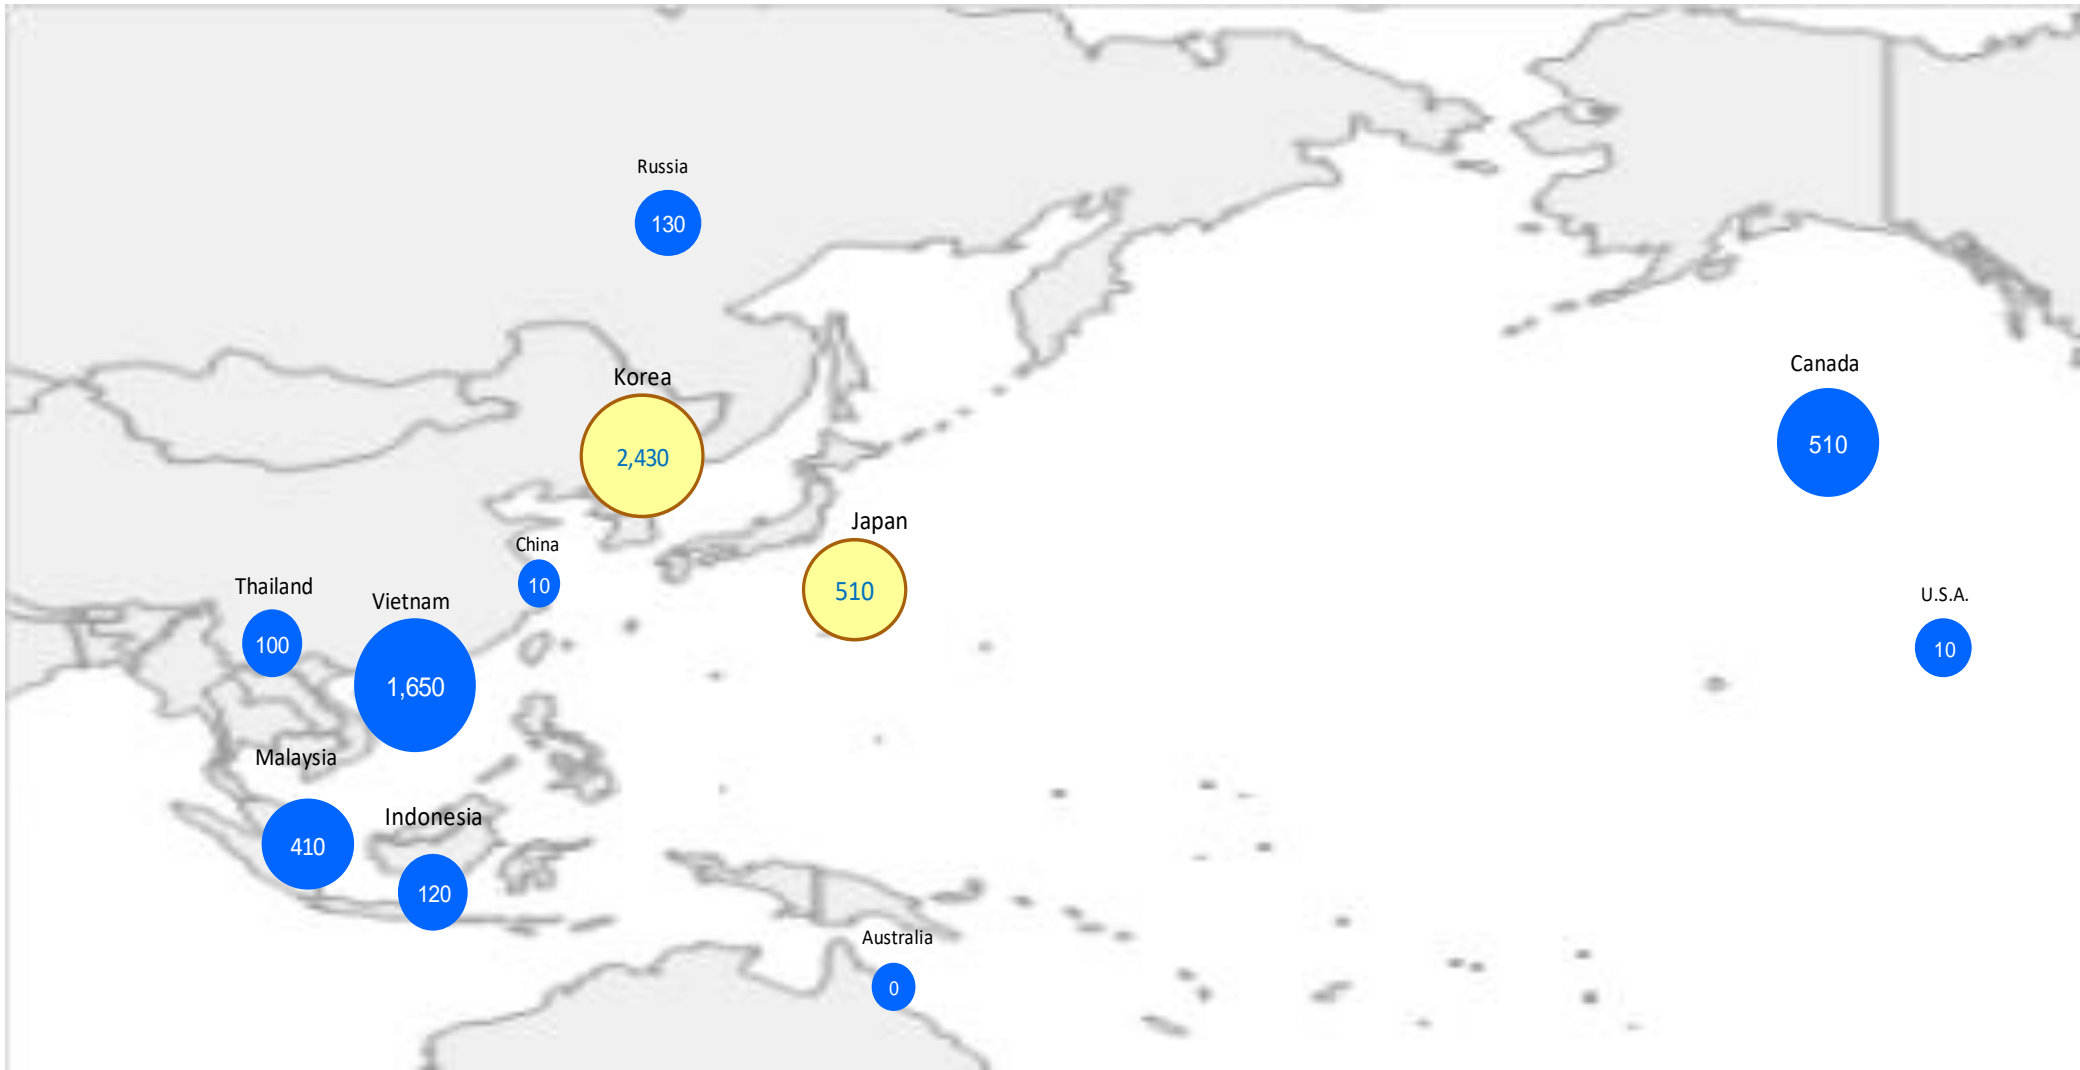 Russia
130
Canada
510
Korea
2,430
Japan
510
China
10
Thailand
100
Vietnam
1,650
U.S.A.
10
Malaysia
410
Indonesia
120
Australia
0